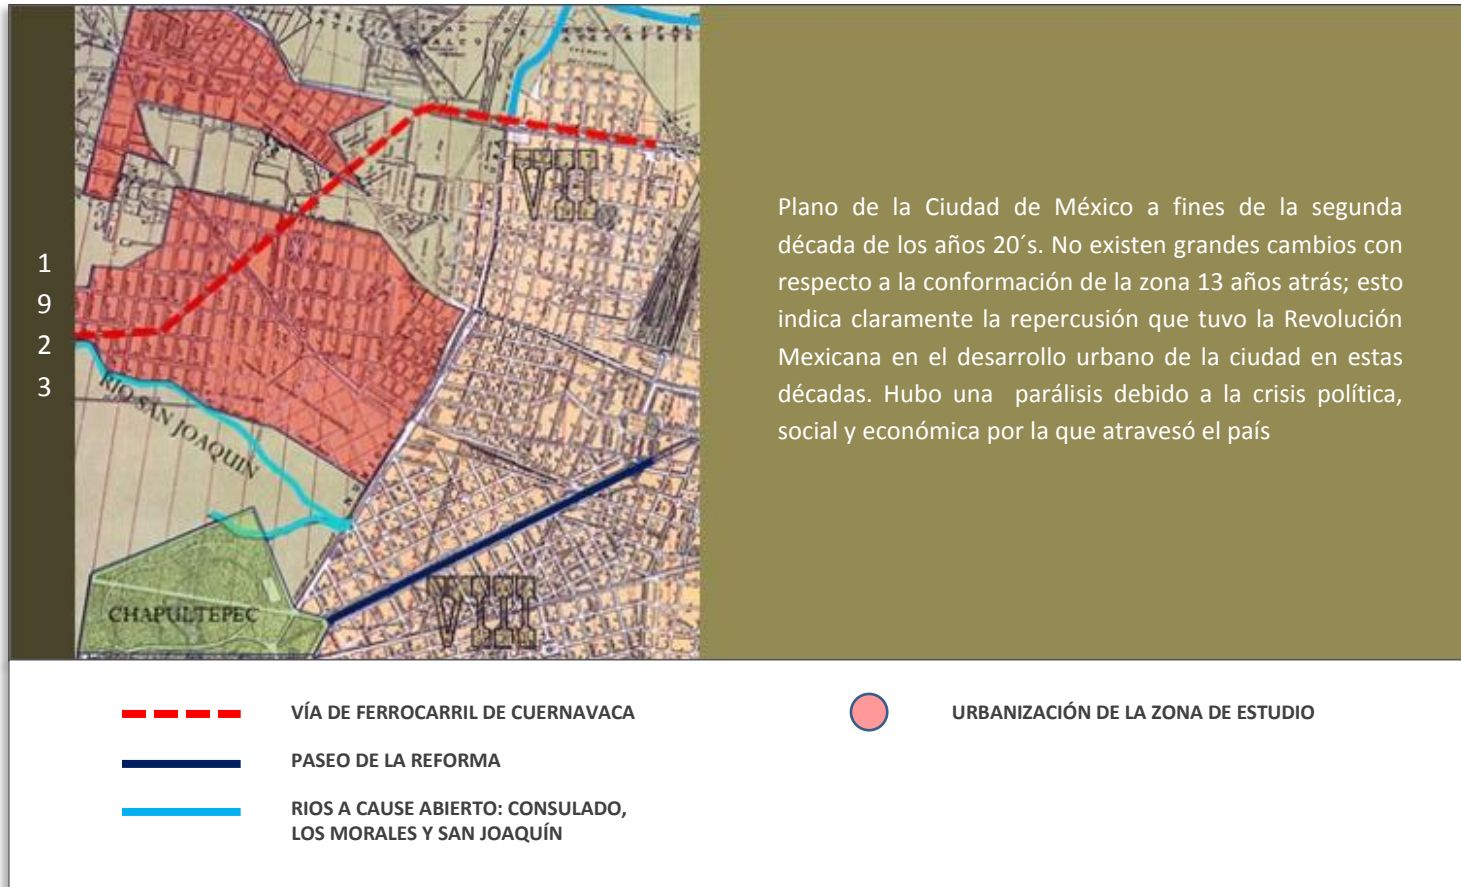 1
9
2
3
VII
RIO SAN JOAQUIN
CHAPULTEPEC
VIII
Plano de la Ciudad de México a fines de la segunda
década de los años 20´s. No existen grandes cambios con
respecto a la conformación de la zona 13 años atrás; esto
indica claramente la repercusión que tuvo la Revolución
Mexicana en el desarrollo urbano de la ciudad en estas
décadas. Hubo una parálisis debido a la crisis política,
social y económica por la que atravesó el país
VÍA DE FERROCARRIL DE CUERNAVACA
PASEO DE LA REFORMA
RIOS A CAUSE ABIERTO: CONSULADO,
LOS MORALES Y SAN JOAQUÍN
URBANIZACIÓN DE LA ZONA DE ESTUDIO